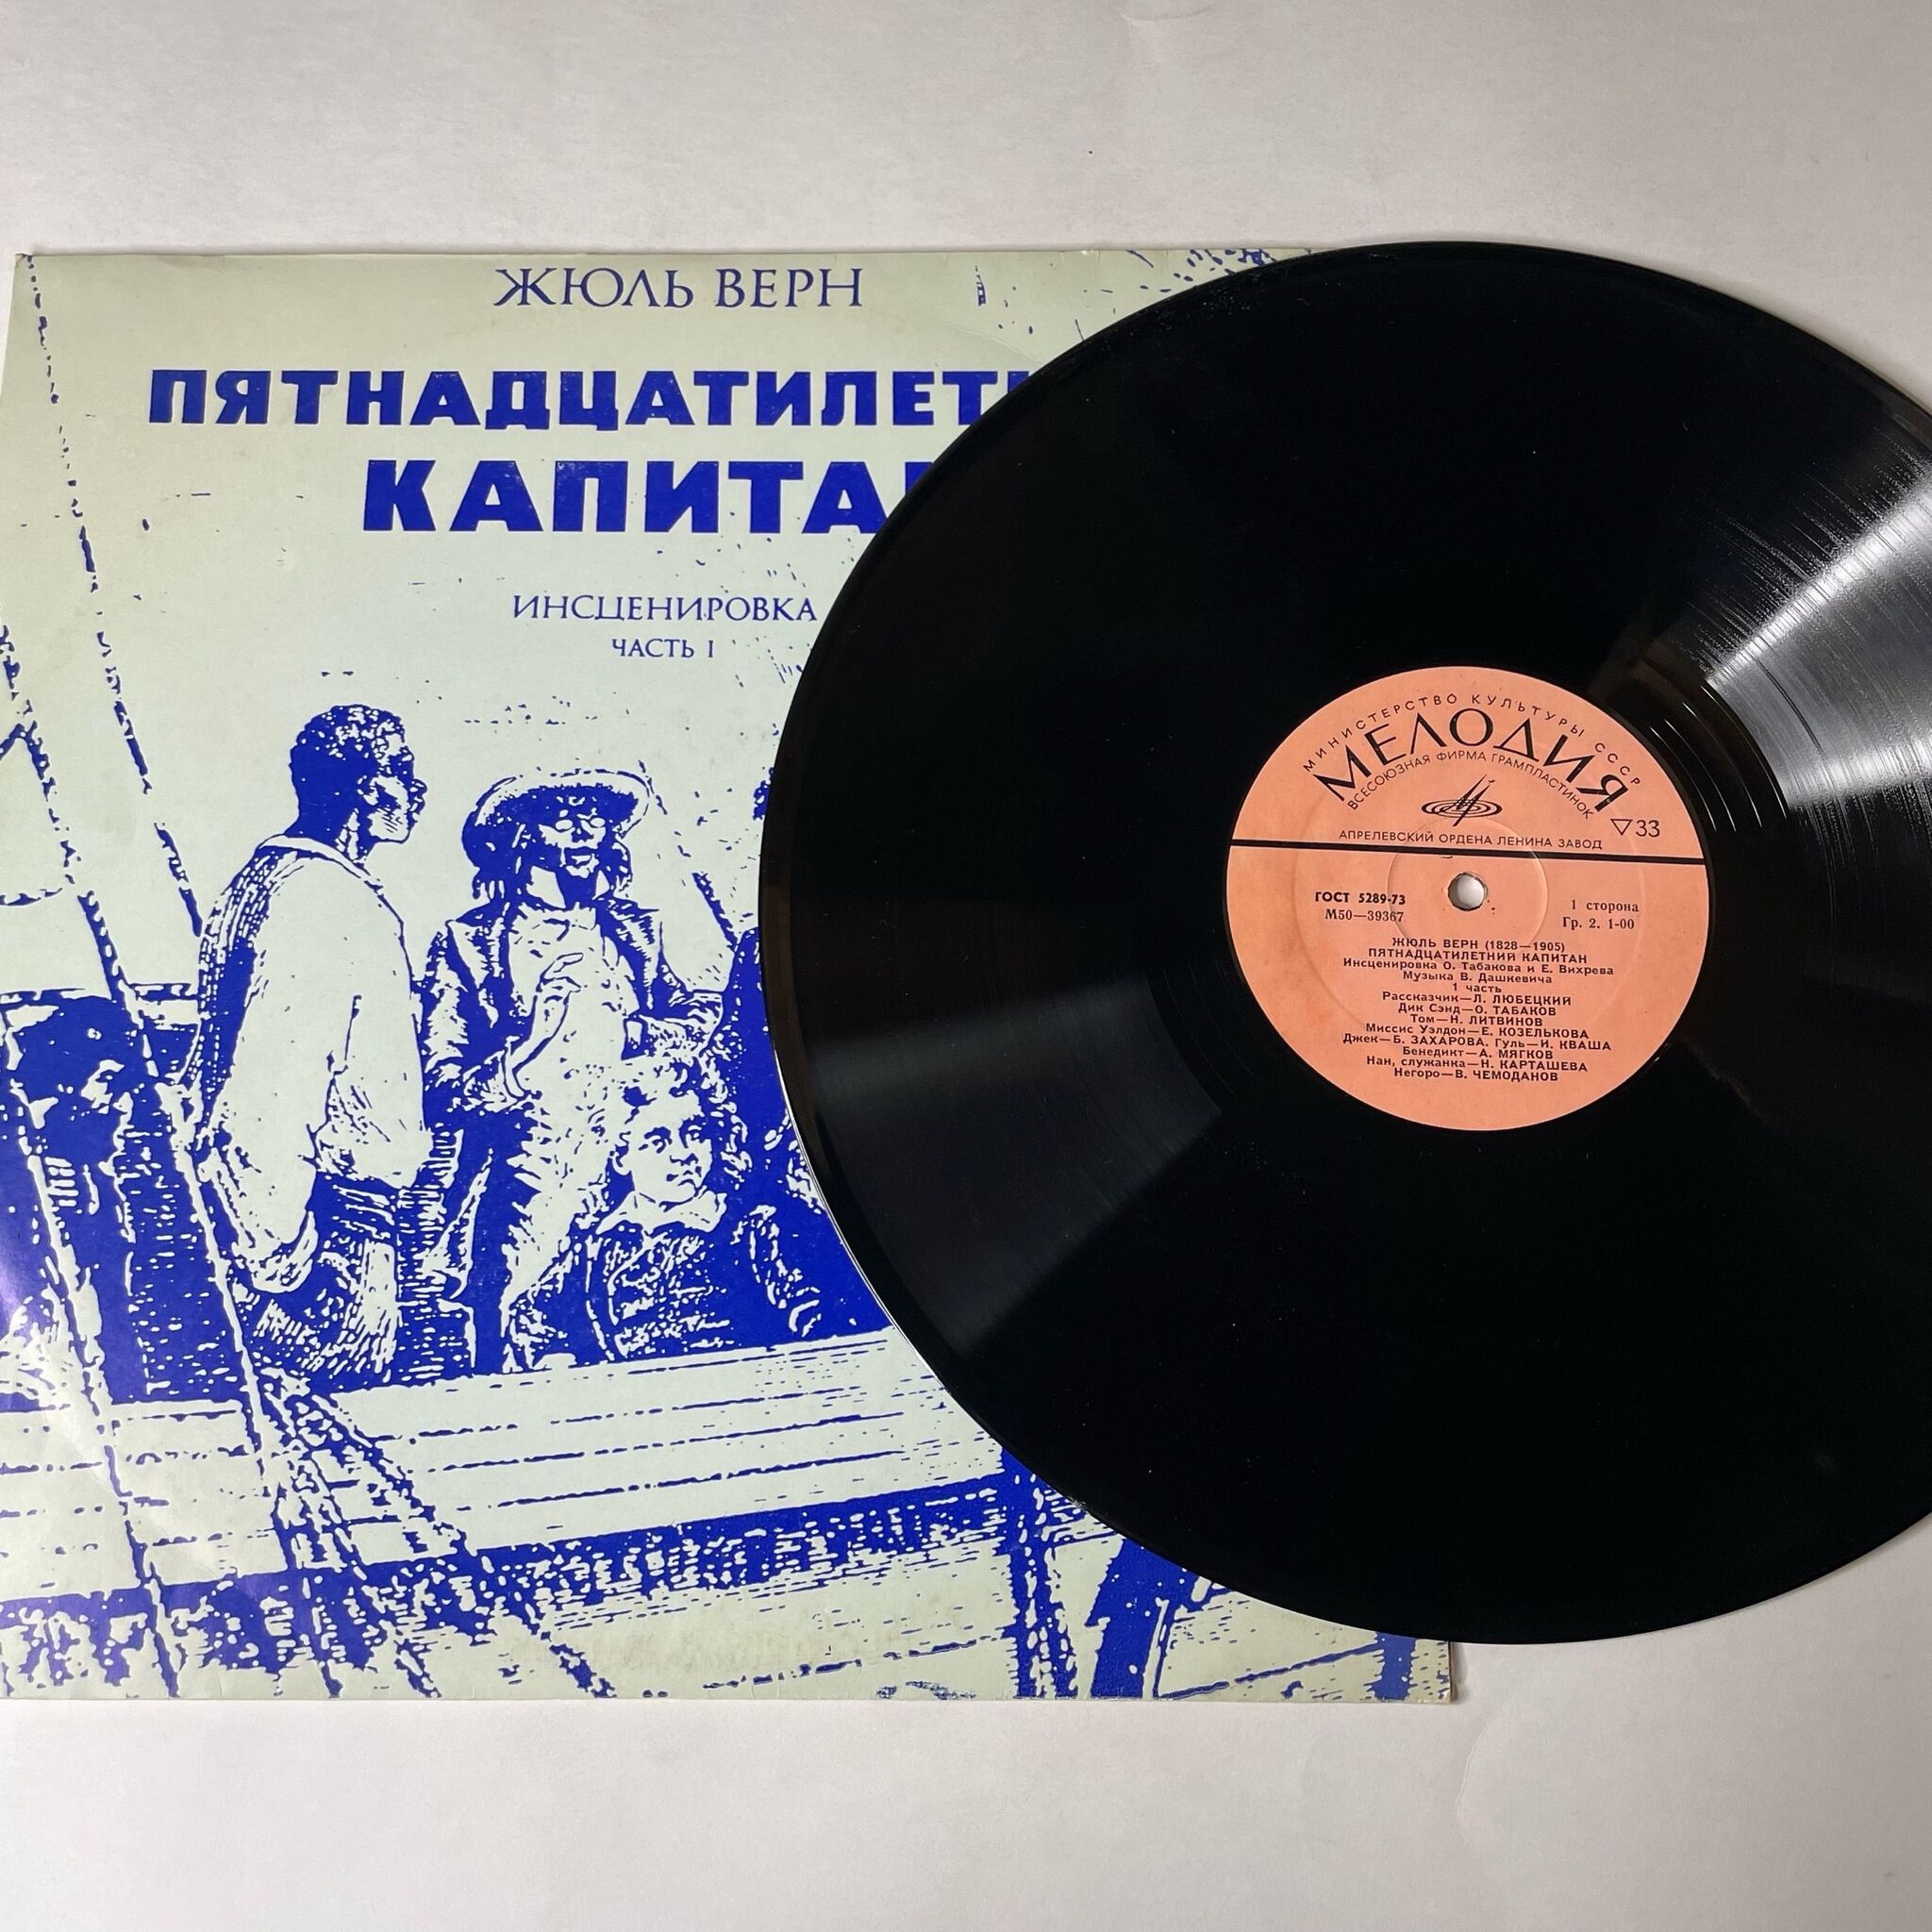 ЖЮЛЬ ВЕРН
ПЯТНАДЦАТИЛЕТ
КАПИТА
ИНСЦЕНИРОВКА
ЧАСТЬ I
МИНИСТЕРСТВО КУЛЬТУРЫ СССР
МЕЛОДИЯ
ВСЕСОЮЗНАЯ ФИРМА ГРАМПЛАСТИНОК
▽33
АПРЕЛЕВСКИЙ ОРДЕНА ЛЕНИНА ЗАВОД
ГОСТ 5289-73
М50—39367
1 сторона
Гр. 2. 1-00
ЖЮЛЬ ВЕРН (1828—1905)
ПЯТНАДЦАТИЛЕТНИЙ КАПИТАН
Инсценировка О. Табакова и Е. Вихрева
Музыка В. Дашкевича
1 часть
Рассказчик—Л. ЛЮБЕЦКИЙ
Дик Сэнд—О. ТАБАКОВ
Том—Н. ЛИТВИНОВ
Миссис Уэлдон—Е. КОЗЕЛЬКОВА
Джек—Б. ЗАХАРОВА. Гуль—И. КВАША
Бенедикт—А. МЯГКОВ
Нан, служанка—Н. КАРТАШЕВА
Негоро—В. ЧЕМОДАНОВ